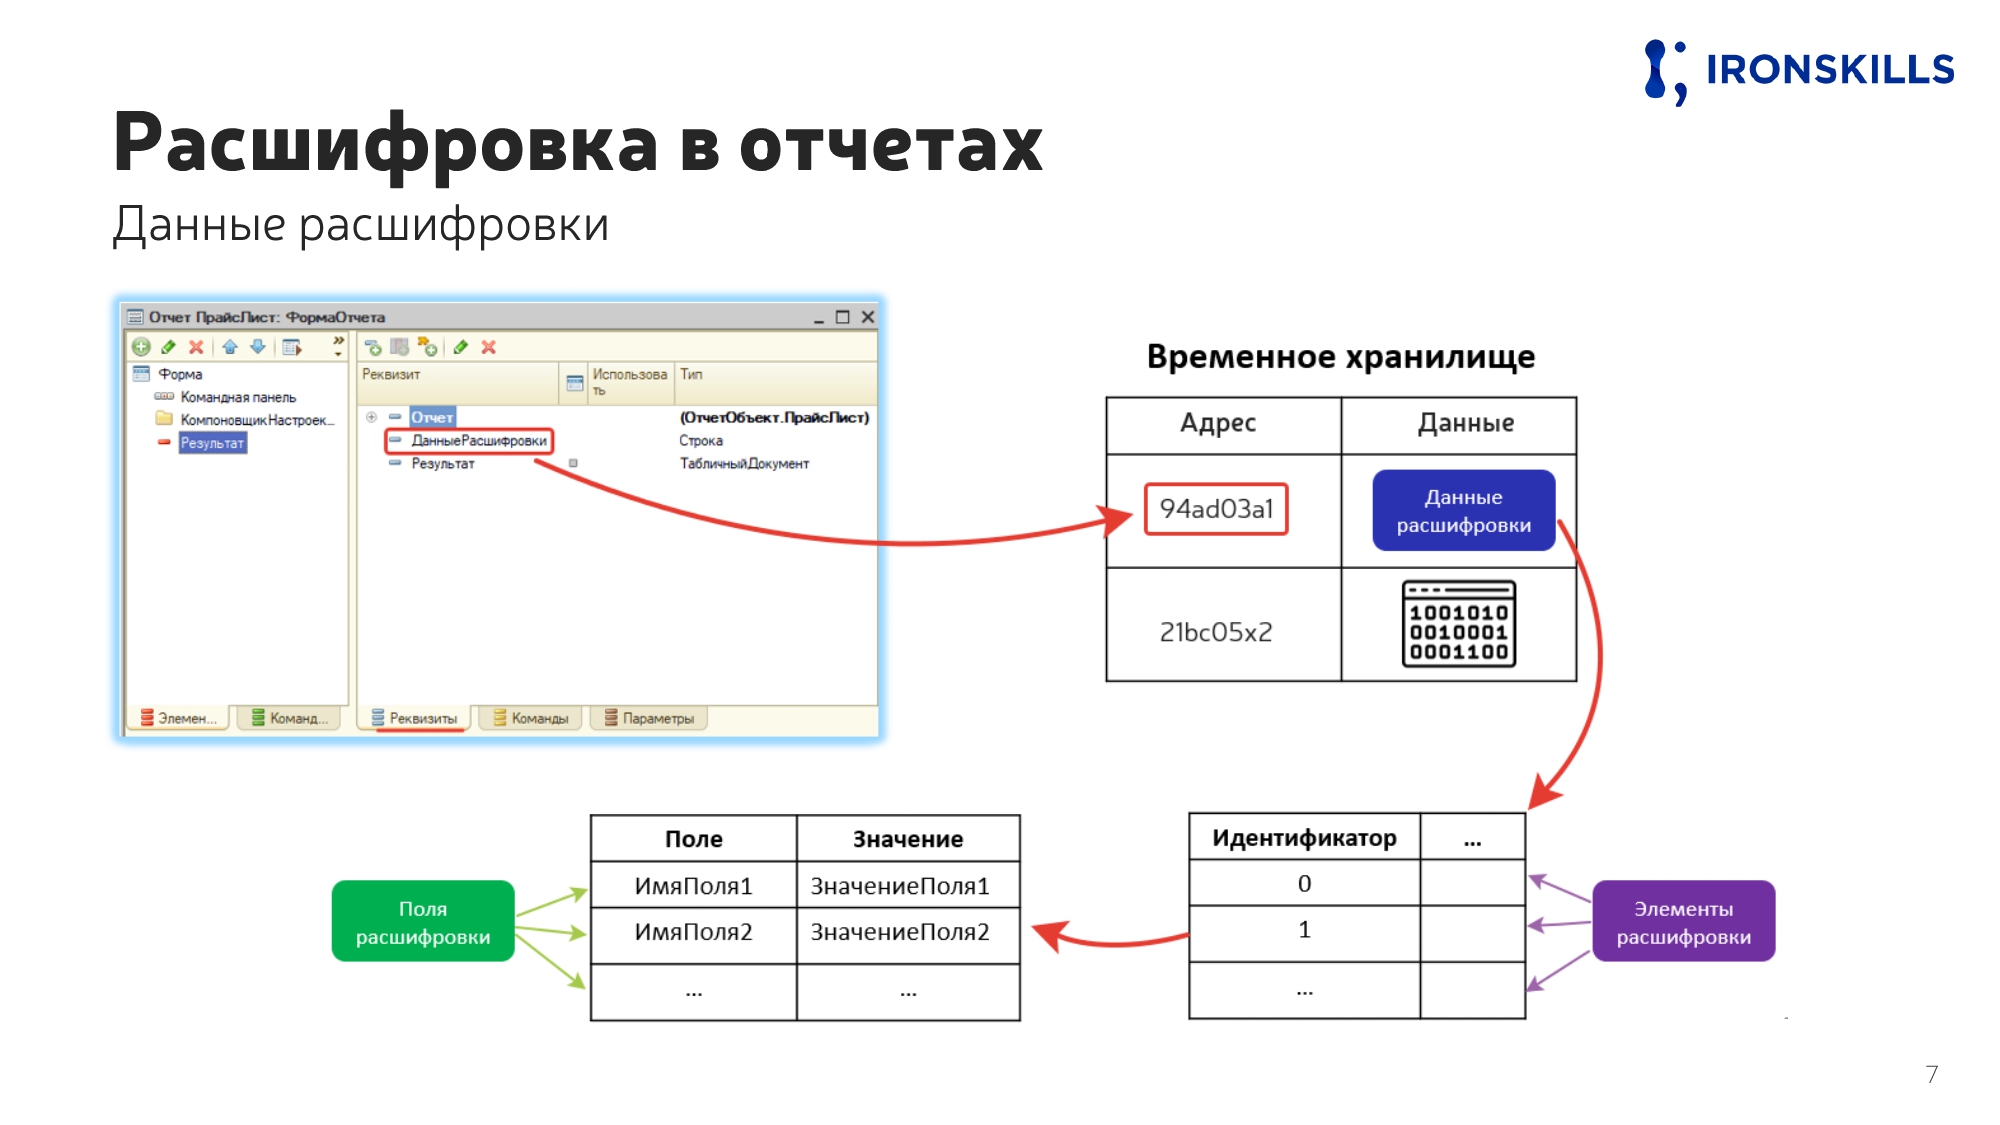 IRONSKILLS
Расшифровка в отчетах
Данные расшифровки
Отчет ПрайсЛист: ФормаОтчета
Форма
Командная панель
КомпоновщикНастроек...
Результат
Реквизит
Использова
ть
Тип
Отчет
(ОтчетОбъект.ПрайсЛист)
ДанныеРасшифровки
Строка
Результат
ТабличныйДокумент
Элемен...
Команд...
Реквизиты
Команды
Параметры
Временное хранилище
Адрес
Данные
94ad03a1
Данные
расшифровки
21bc05x2
1001010
0010001
0001100
Поля
расшифровки
Поле
Значение
ИмяПоля1
ЗначениеПоля1
ИмяПоля2
ЗначениеПоля2
...
...
Идентификатор
...
0
1
...
Элементы
расшифровки
7